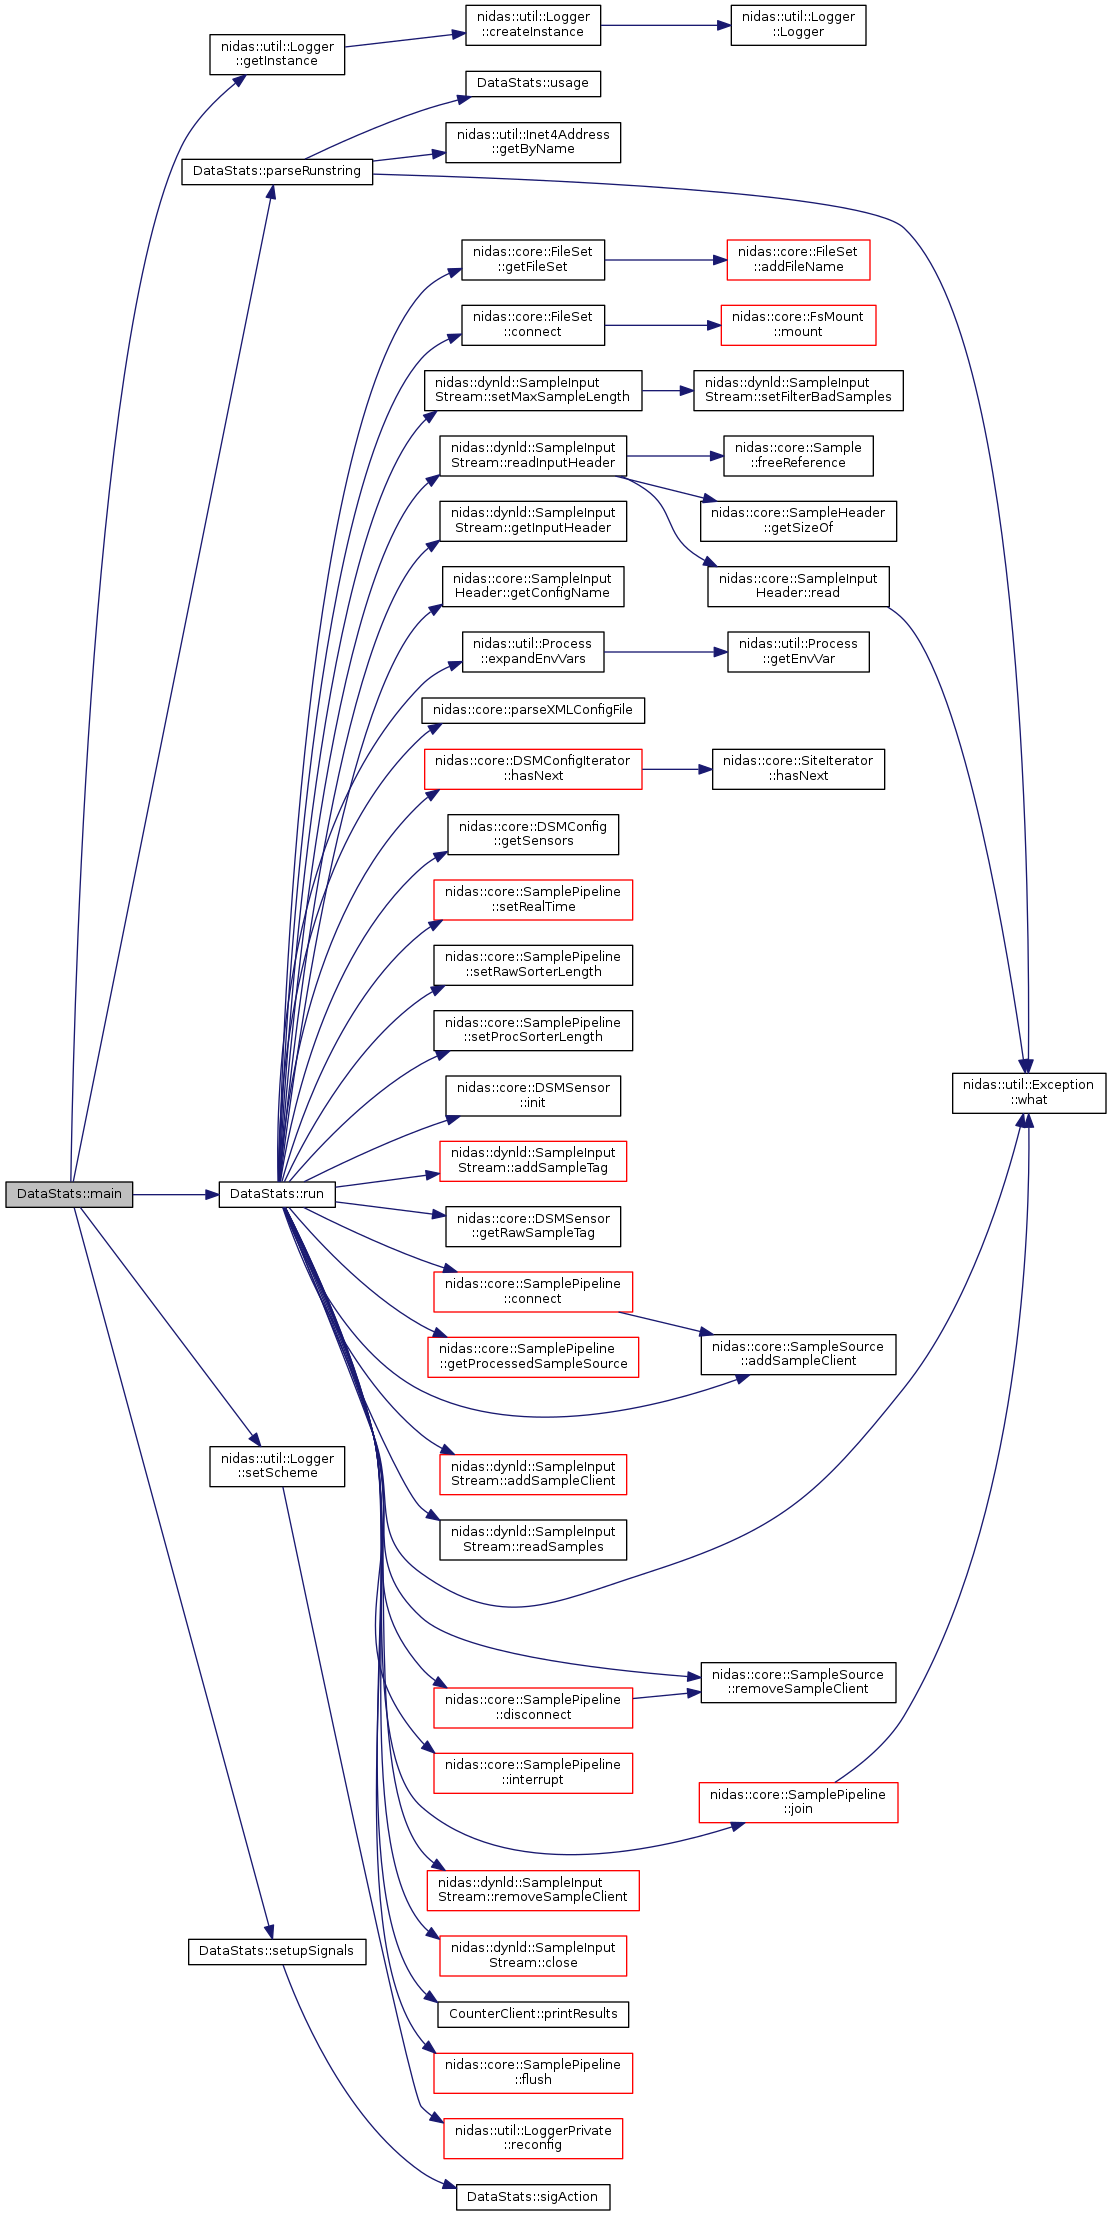 nidas::util::Logger
::getInstance
nidas::util::Logger
::createInstance
nidas::util::Logger
::Logger
DataStats::usage
nidas::util::Inet4Address
::getByName
DataStats::parseRunstring
nidas::core::FileSet
::getFileSet
nidas::core::FileSet
::addFileName
nidas::core::FileSet
::connect
nidas::core::FsMount
::mount
nidas::dynld::SampleInput
Stream::setMaxSampleLength
nidas::dynld::SampleInput
Stream::setFilterBadSamples
nidas::dynld::SampleInput
Stream::readInputHeader
nidas::core::Sample
::freeReference
nidas::dynld::SampleInput
Stream::getInputHeader
nidas::core::SampleHeader
::getSizeOf
nidas::core::SampleInput
Header::getConfigName
nidas::core::SampleInput
Header::read
nidas::util::Process
::expandEnvVars
nidas::util::Process
::getEnvVar
nidas::core::parseXMLConfigFile
nidas::core::DSMConfigIterator
::hasNext
nidas::core::SiteIterator
::hasNext
nidas::core::DSMConfig
::getSensors
nidas::core::SamplePipeline
::setRealTime
nidas::core::SamplePipeline
::setRawSorterLength
nidas::core::SamplePipeline
::setProcSorterLength
nidas::core::DSMSensor
::init
nidas::util::Exception
::what
nidas::dynld::SampleInput
Stream::addSampleTag
DataStats::main
DataStats::run
nidas::core::DSMSensor
::getRawSampleTag
nidas::core::SamplePipeline
::connect
nidas::core::SamplePipeline
::getProcessedSampleSource
nidas::core::SampleSource
::addSampleClient
nidas::util::Logger
::setScheme
nidas::dynld::SampleInput
Stream::addSampleClient
nidas::dynld::SampleInput
Stream::readSamples
nidas::core::SampleSource
::removeSampleClient
nidas::core::SamplePipeline
::disconnect
nidas::core::SamplePipeline
::interrupt
nidas::core::SamplePipeline
::join
nidas::dynld::SampleInput
Stream::removeSampleClient
DataStats::setupSignals
nidas::dynld::SampleInput
Stream::close
CounterClient::printResults
nidas::core::SamplePipeline
::flush
nidas::util::LoggerPrivate
::reconfig
DataStats::sigAction